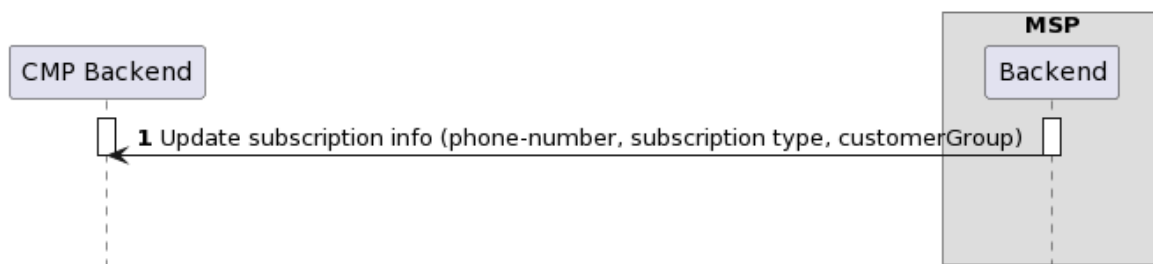 MSP
CMP Backend
Backend
1 Update subscription info (phone-number, subscription type, customerGroup)